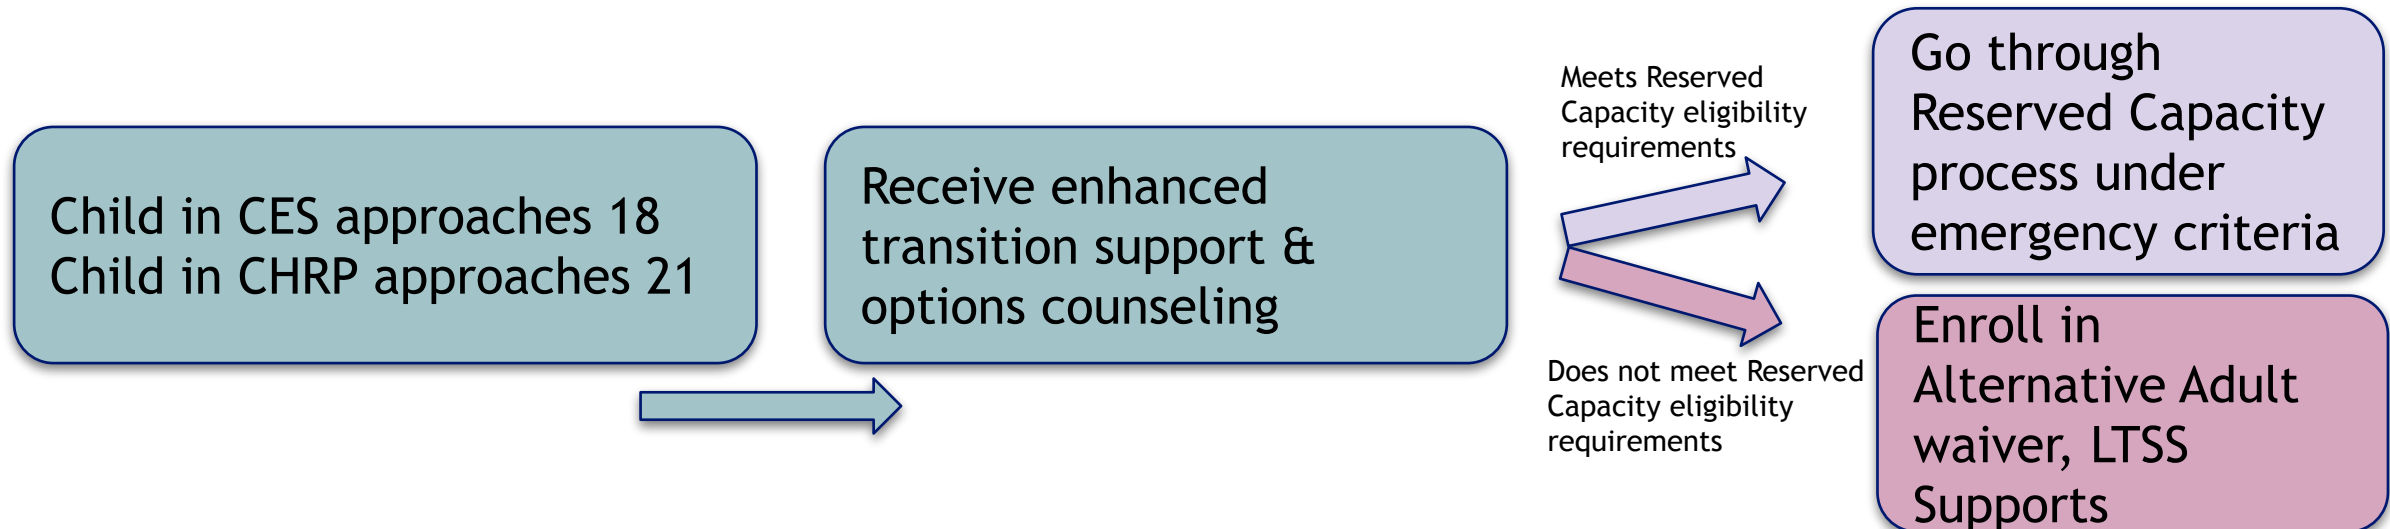 Child in CES approaches 18
Child in CHRP approaches 21
Receive enhanced
transition support &
options counseling
Meets Reserved
Capacity eligibility
requirements
Go through
Reserved Capacity
process under
emergency criteria
Does not meet Reserved
Capacity eligibility
requirements
Enroll in
Alternative Adult
waiver, LTSS
Supports